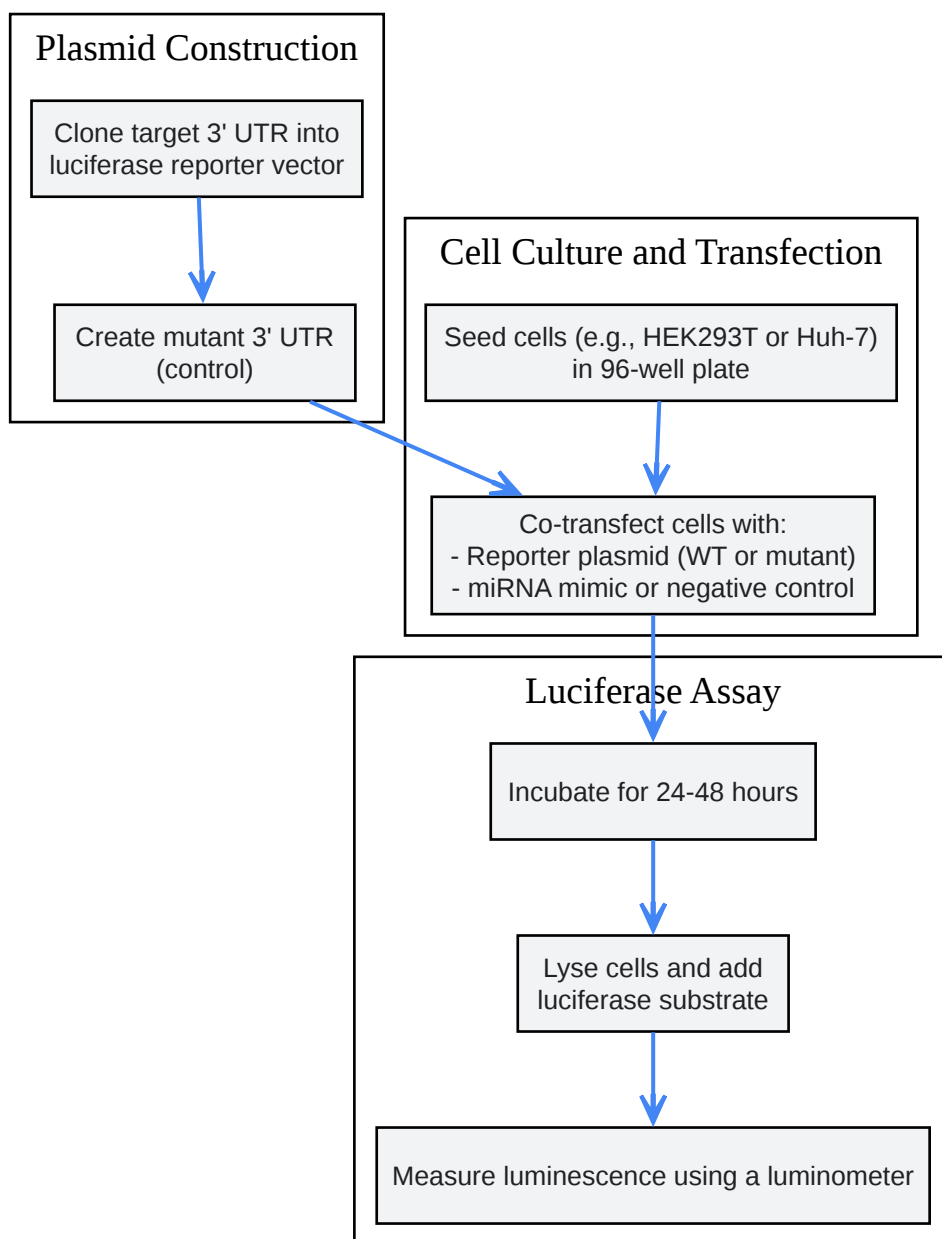 Plasmid Construction
Clone target 3' UTR into
luciferase reporter vector
Create mutant 3' UTR
(control)
Cell Culture and Transfection
Seed cells (e.g., HEK293T or Huh-7)
in 96-well plate
Co-transfect cells with:
- Reporter plasmid (WT or mutant)
- miRNA mimic or negative control
Luciferase Assay
Incubate for 24-48 hours
Lyse cells and add
luciferase substrate
Measure luminescence using a luminometer